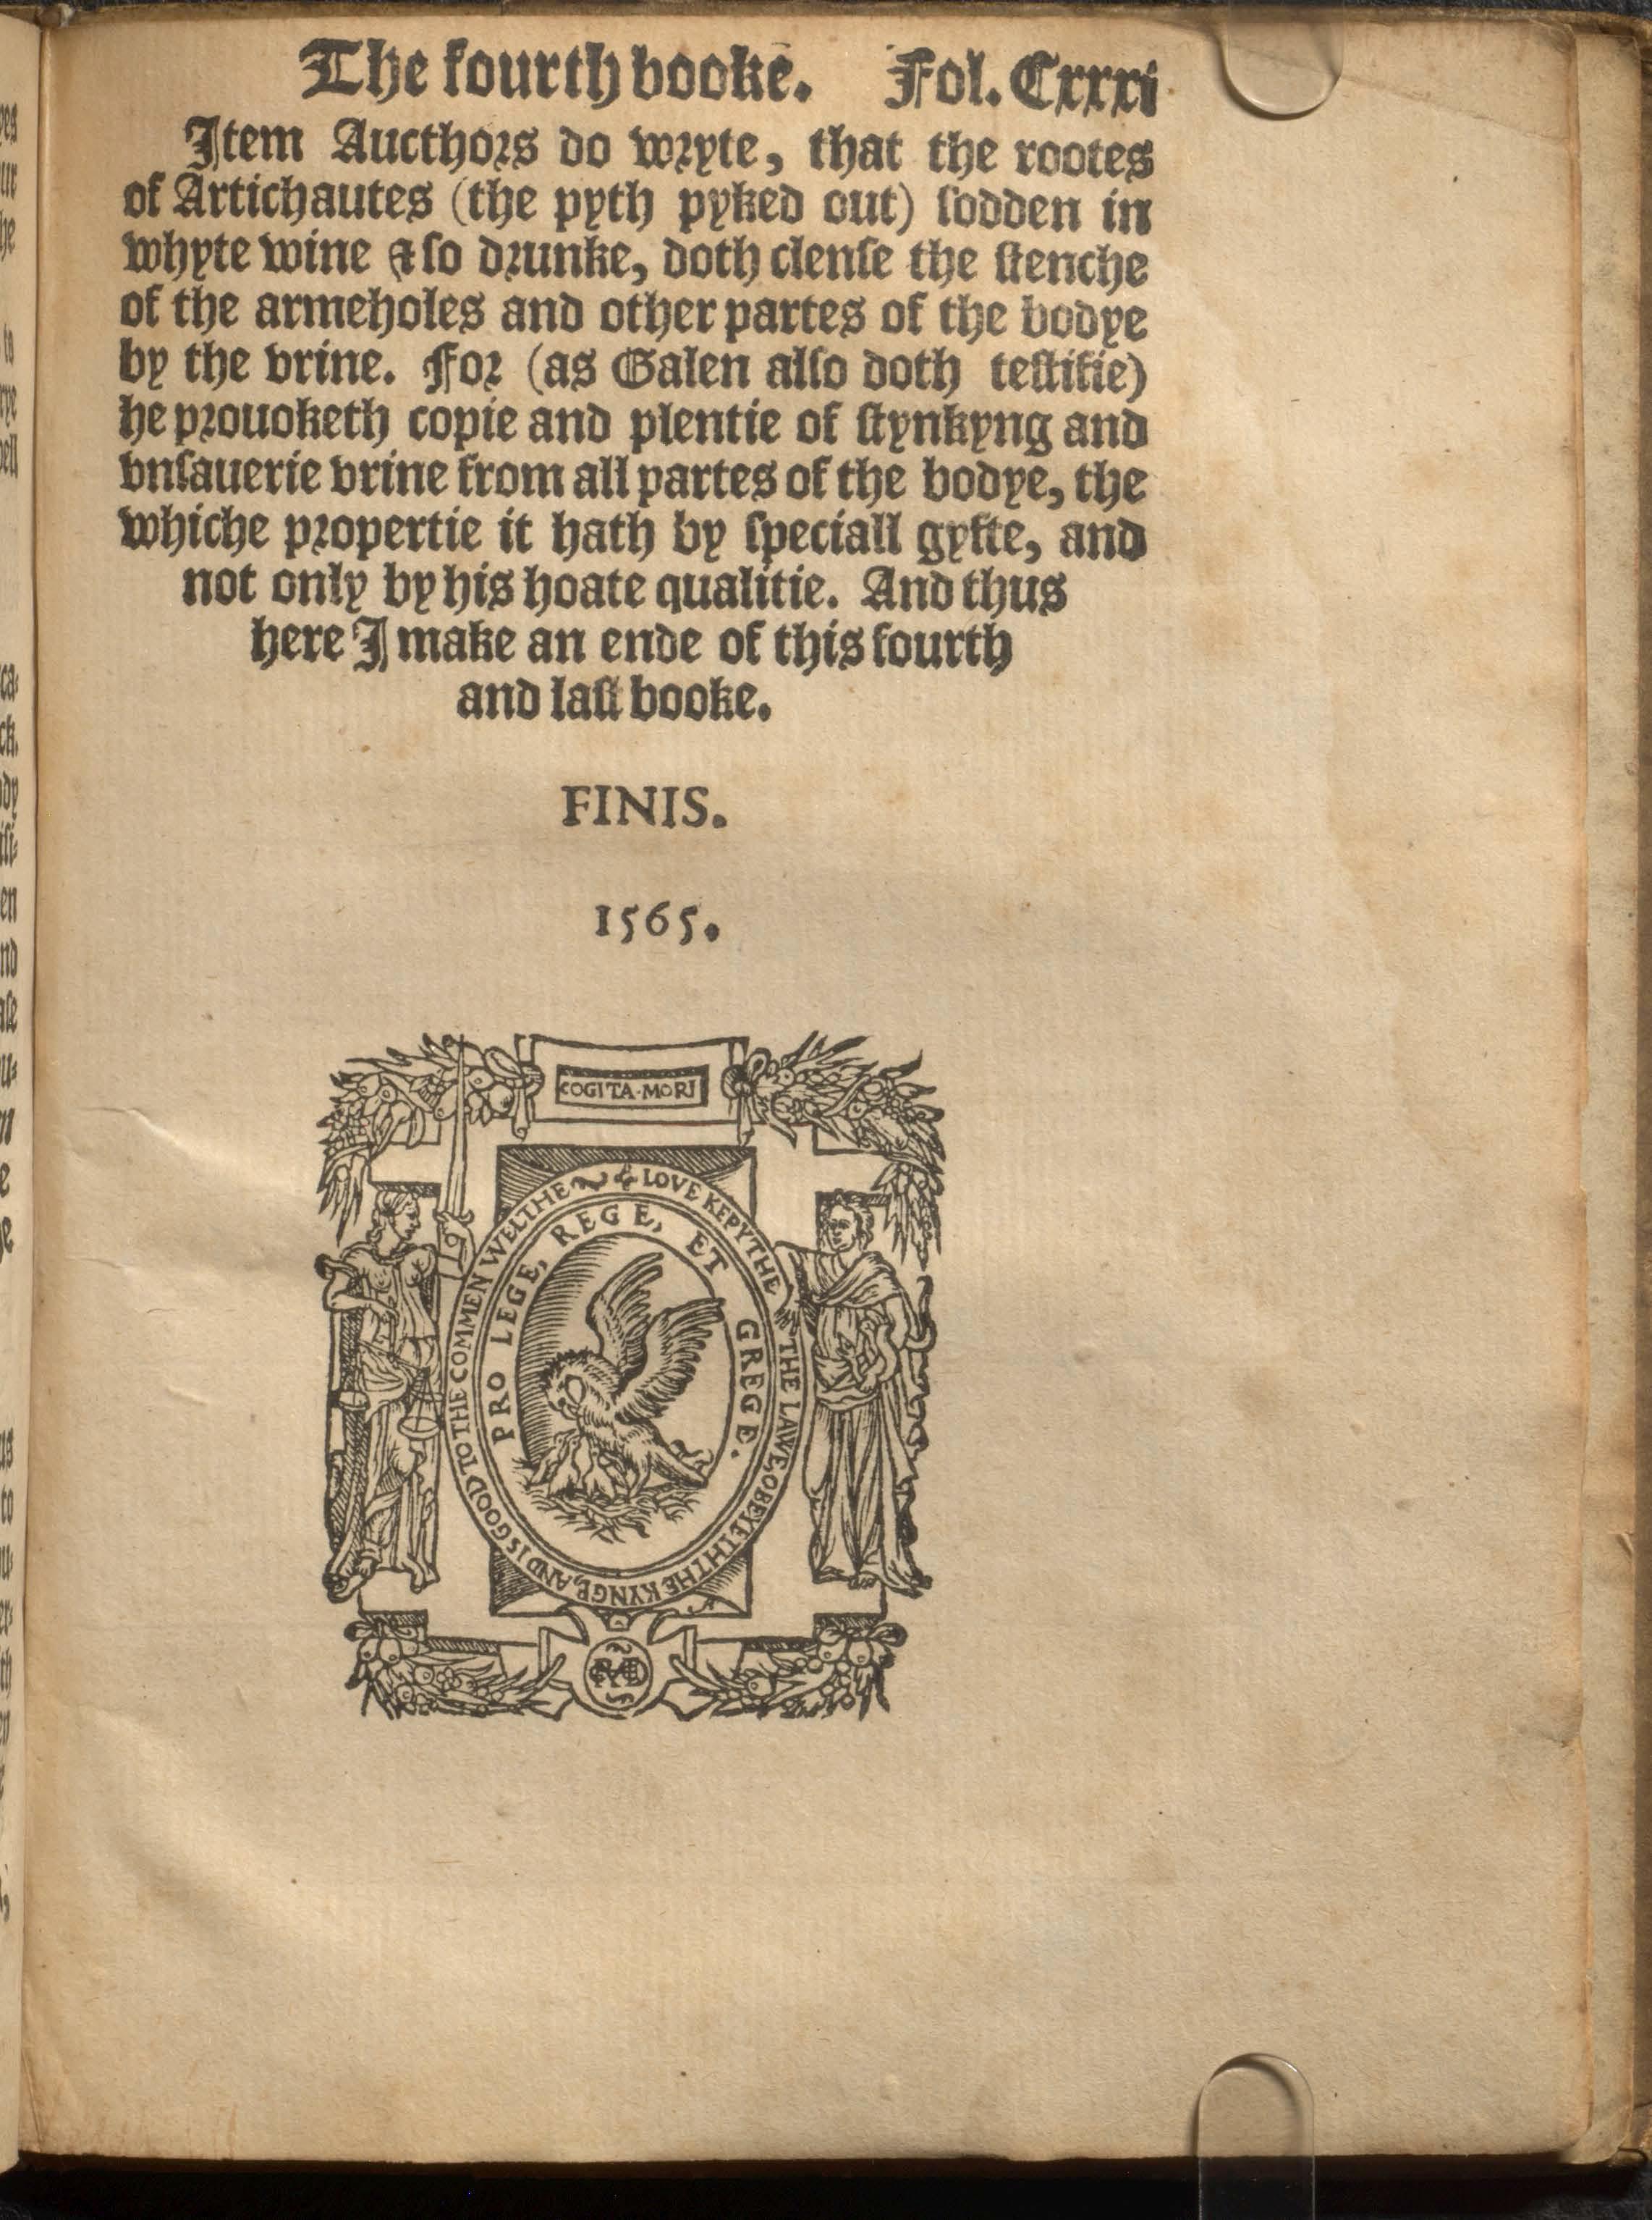 The fourth booke. Fol. Cxxxi
Item Aucthors do wryte, that the rootes
of Artichautes (the pyth pyked out) sodden in
whyte wine & so drunke, doth clense the stenche
of the armeholes and other partes of the bodye
by the vrine. For (as Galen also doth testifie)
he prouoketh copie and plentie of stynkyng and
vnsauerie vrine from all partes of the bodye, the
whiche propertie it hath by speciall gyfte, and
not only by his hoate qualitie. And thus
here I make an ende of this fourth
and last booke.
FINIS.
1565.
COGITA·MORI
LOVE KEPYTHE THE LAWE, OBEYETH THE KYNGE, AND IS GOOD TO THE COMMEN WELTHE
PRO LEGE, REGE, ET GREGE.